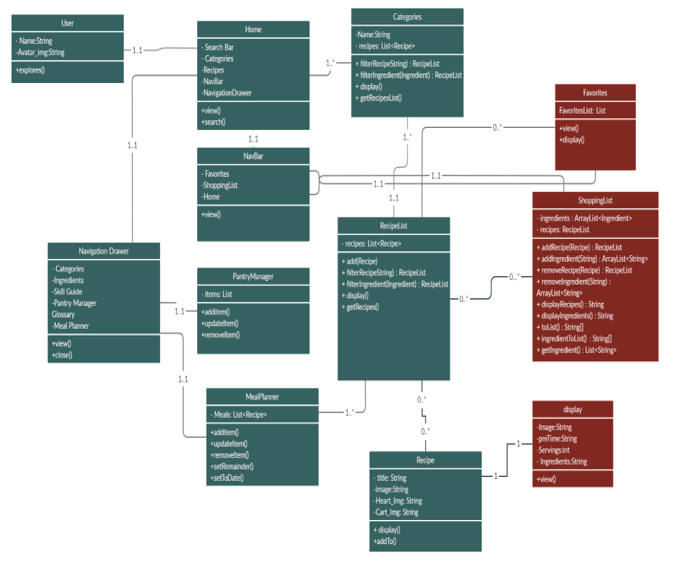 User
- Name:String
-Avatar_img:String
+explores()
1..1
Home
- Search Bar
- Categories
-Recipes
-NavBar
-NavigationDrawer
+view()
+search()
1..*
Categories
-Name:String
- recipes: List<Recipe>
+ filterRecipeString) : RecipeList
+ filterIngredient(Ingredient) : RecipeList
+ display()
+ getRecipesList()
Favorites
FavoritesList: List
+view()
+display()
0..*
1..*
1..1
1..1
NavBar
- Favorites
-ShoppingList
-Home
+view()
1..1
1..1
1..1
ShoppingList
- ingredients : ArrayList<Ingredient>
- recipes: RecipeList
+ addRecipe(Recipe) : RecipeList
+ addIngredient(String) : ArrayList<String>
+ removeRecipe(Recipe) : RecipeList
+ removeIngredient(String) :
ArrayList<String>
+ displayRecipes() : String
+ displayIngredients() : String
+ toList() : String[]
+ ingredientToList() : String[]
+ getIngredient() : List<String>
RecipeList
- recipes: List<Recipe>
+ add(Recipe)
+ filterRecipeString) : RecipeList
+ filterIngredient(Ingredient) : RecipeList
+ display()
+ getRecipes()
0..*
0..*
Navigation Drawer
- Categories
-Ingredients
- Skill Guide
- Pantry Manager
Glossary
-Meal Planner
+view()
+close()
1..1
PantryManager
- items: List
+additem()
+updateItem()
+removeItem()
1..1
MealPlanner
- Meals: List<Recipe>
+additem()
+updateItem()
+removeItem()
+setRemainder()
+setToDate()
1..*
0..*
0..*
Recipe
- title: String
-image:String
-Heart_Img: String
-Cart_Img: String
+ display()
+addTo()
1
1
display
-Image:String
-preTime:String
-Servings:int
- Ingredients:String
+view()